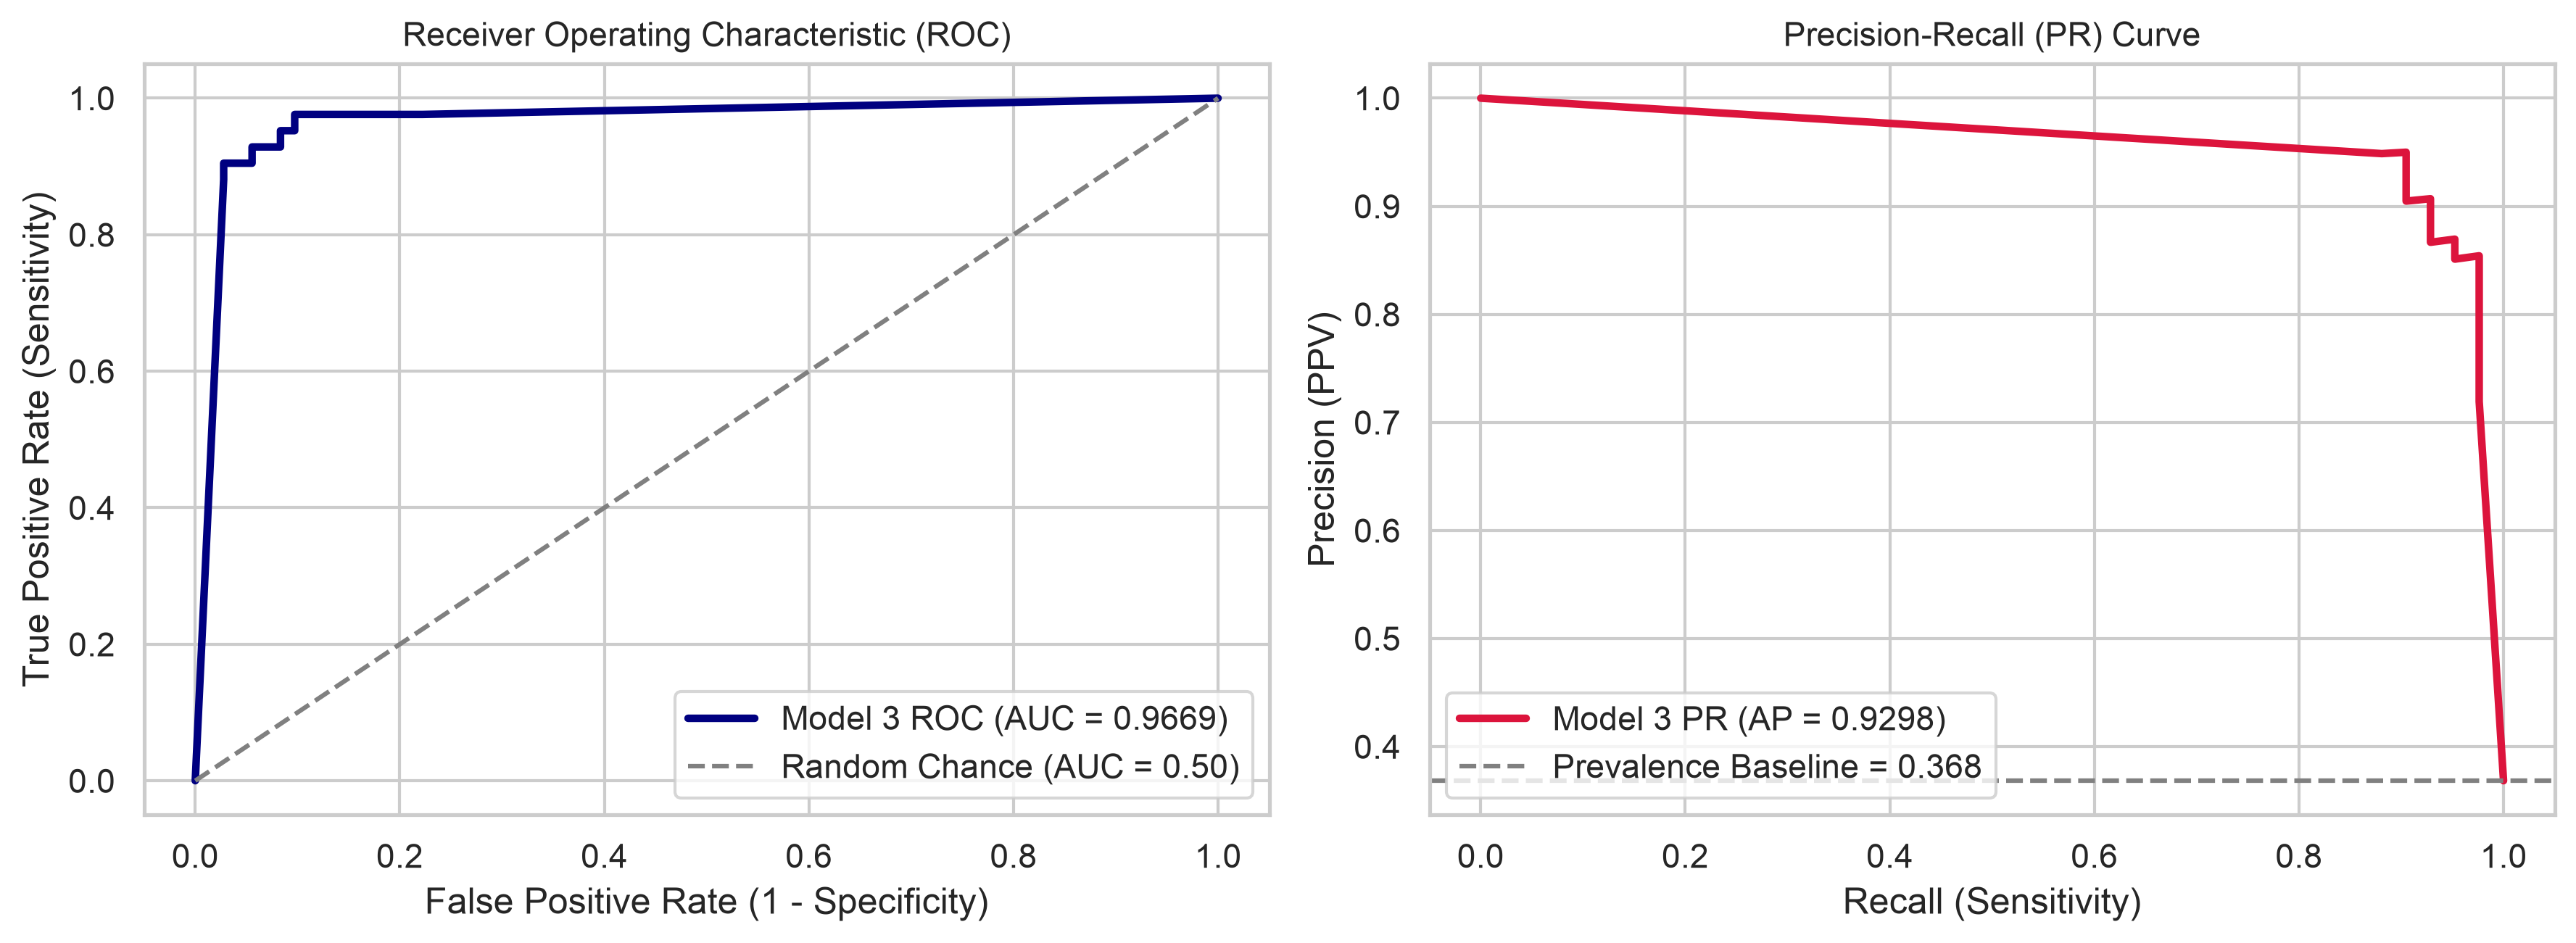 Receiver Operating Characteristic (ROC)
True Positive Rate (Sensitivity)
1.0
0.8
0.6
0.4
0.2
0.0
Model 3 ROC (AUC = 0.9669)
Random Chance (AUC = 0.50)
0.0 0.2 0.4 0.6 0.8 1.0
False Positive Rate (1 - Specificity)
Precision-Recall (PR) Curve
Precision (PPV)
1.0
0.9
0.8
0.7
0.6
0.5
0.4
Model 3 PR (AP = 0.9298)
Prevalence Baseline = 0.368
0.0 0.2 0.4 0.6 0.8 1.0
Recall (Sensitivity)